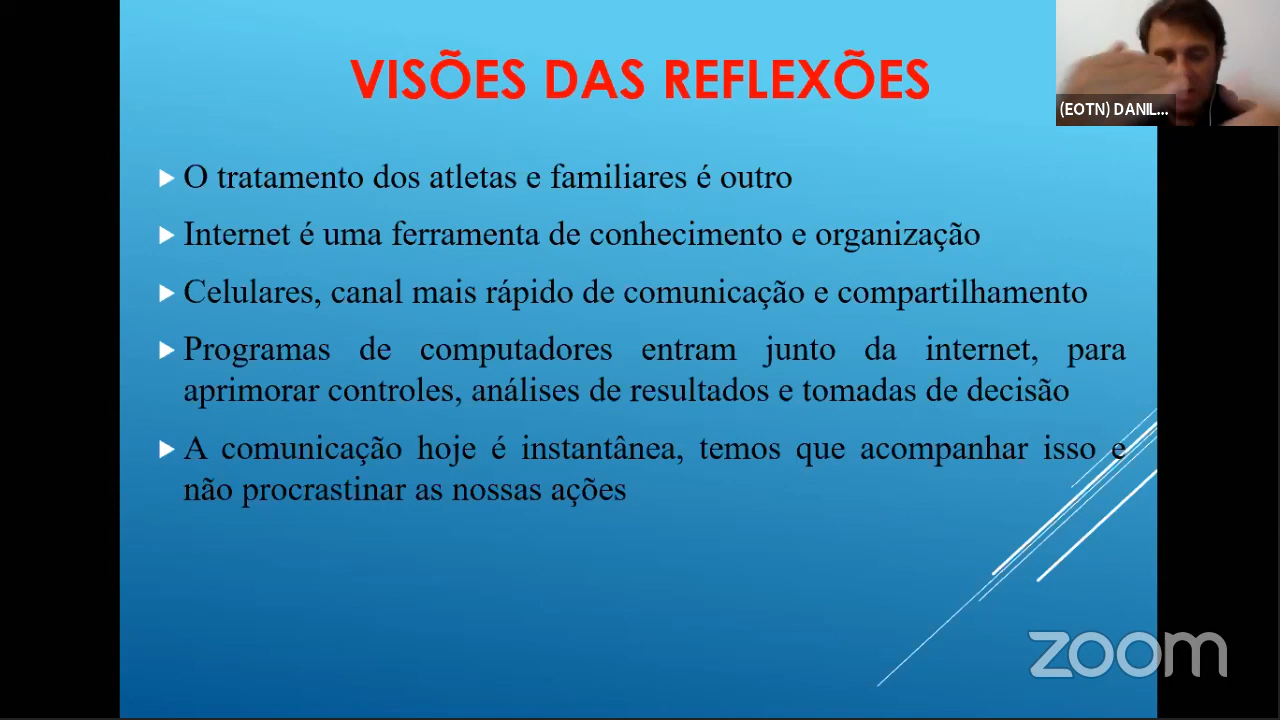 VISÕES DAS REFLEXÕES
(EOTN) DANIL...
O tratamento dos atletas e familiares é outro
Internet é uma ferramenta de conhecimento e organização
Celulares, canal mais rápido de comunicação e compartilhamento
Programas de computadores entram junto da internet, para
aprimorar controles, análises de resultados e tomadas de decisão
A comunicação hoje é instantânea, temos que acompanhar isso e
não procrastinar as nossas ações
zoom